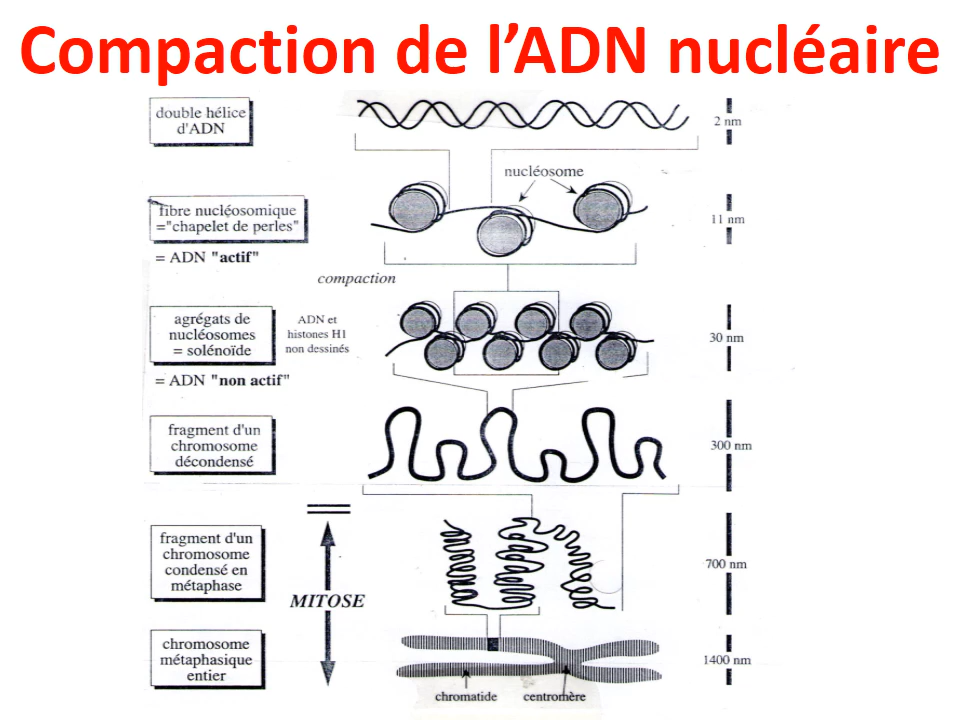 Compaction de l’ADN nucléaire
double hélice
d'ADN
2 nm
nucléosome
fibre nucléosomique
="chapelet de perles"
11 nm
= ADN "actif"
compaction
agrégats de
nucléosomes
= solénoïde
ADN et
histones H1
non dessinés
30 nm
= ADN "non actif"
fragment d'un
chromosome
décondensé
300 nm
fragment d'un
chromosome
condensé en
métaphase
700 nm
MITOSE
chromosome
métaphasique
entier
1400 nm
chromatide
centromère